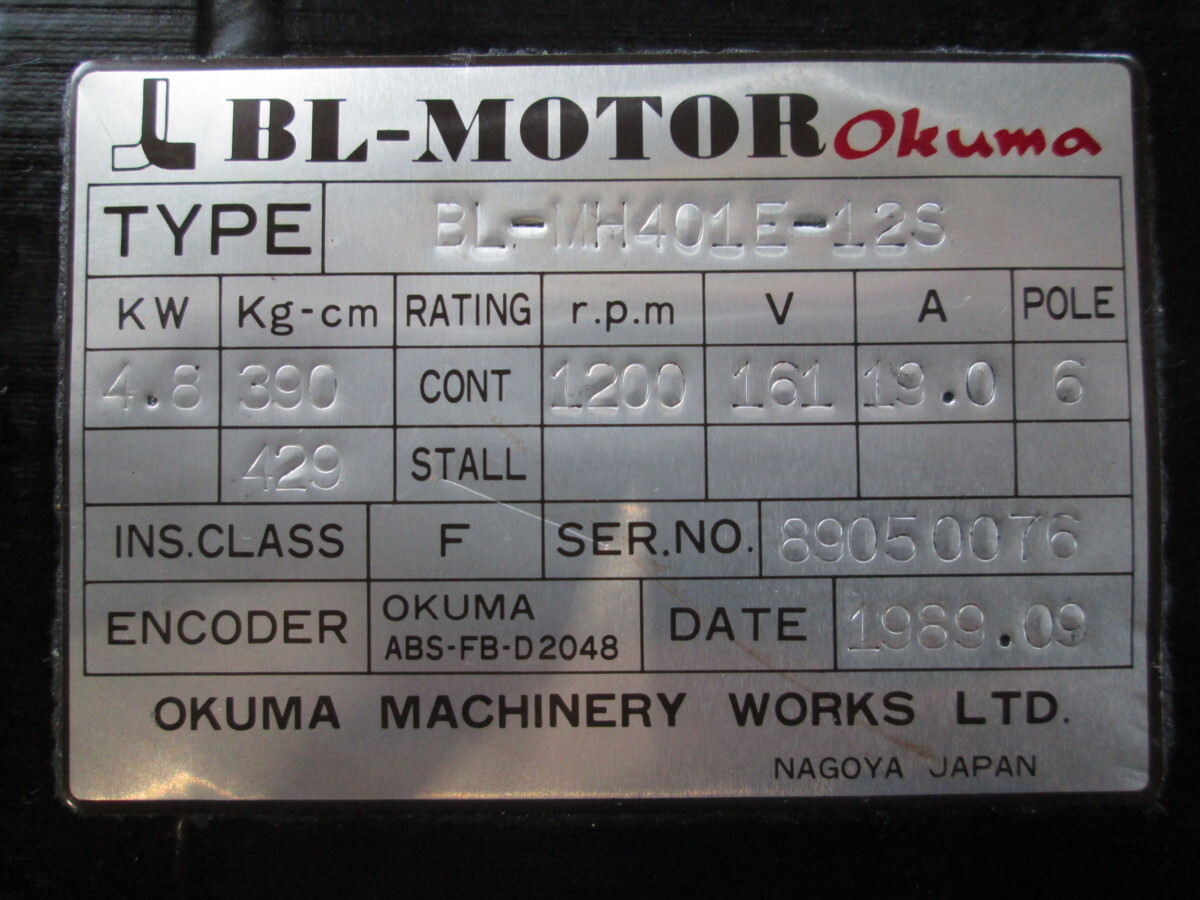 BL-MOTOR Okuma
TYPE BL-MH401E-12S
KW Kg-cm RATING r.p.m V A POLE
4.8 390 CONT 1200 161 19.0 6
429 STALL
INS.CLASS F SER.NO. 89050076
ENCODER OKUMA ABS-FB-D2048 DATE 1989.09
OKUMA MACHINERY WORKS LTD.
NAGOYA JAPAN